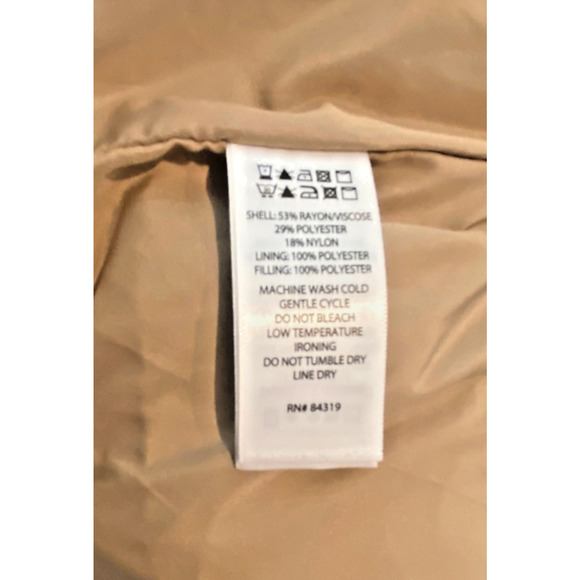 SHELL: 53% RAYON/VISCOSE
29% POLYESTER
18% NYLON
LINING: 100% POLYESTER
FILLING: 100% POLYESTER
MACHINE WASH COLD
GENTLE CYCLE
DO NOT BLEACH
LOW TEMPERATURE
IRONING
DO NOT TUMBLE DRY
LINE DRY
RN# 84319